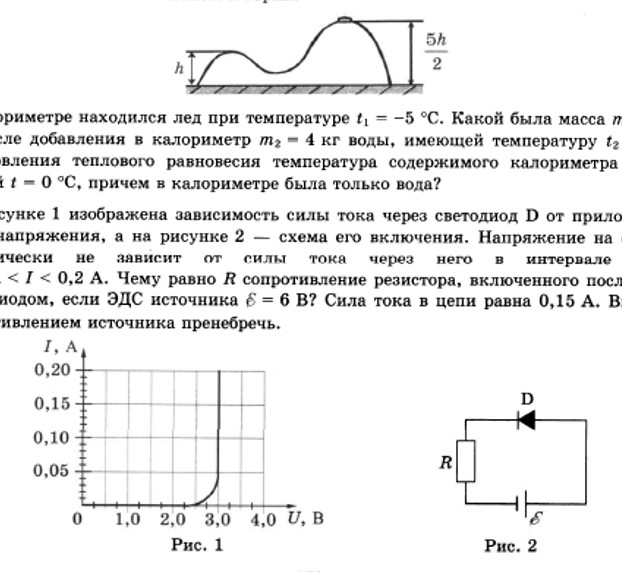 h
5h
2
ориметре находился лед при температуре t₁ = −5 °С. Какой была масса m
сле добавления в калориметр m₂ = 4 кг воды, имеющей температуру t₂
овления теплового равновесия температура содержимого калориметра
й t = 0 °С, причем в калориметре была только вода?
сунке 1 изображена зависимость силы тока через светодиод D от прило
напряжения, а на рисунке 2 — схема его включения. Напряжение на
ически не зависит от силы тока через него в интервале
< I < 0,2 А. Чему равно R сопротивление резистора, включенного посл
иодом, если ЭДС источника ℰ = 6 В? Сила тока в цепи равна 0,15 А. В
тивлением источника пренебречь.
I, А
0,20
0,15
0,10
0,05
0 1,0 2,0 3,0 4,0 U, В
Рис. 1
D
R
ℰ
Рис. 2